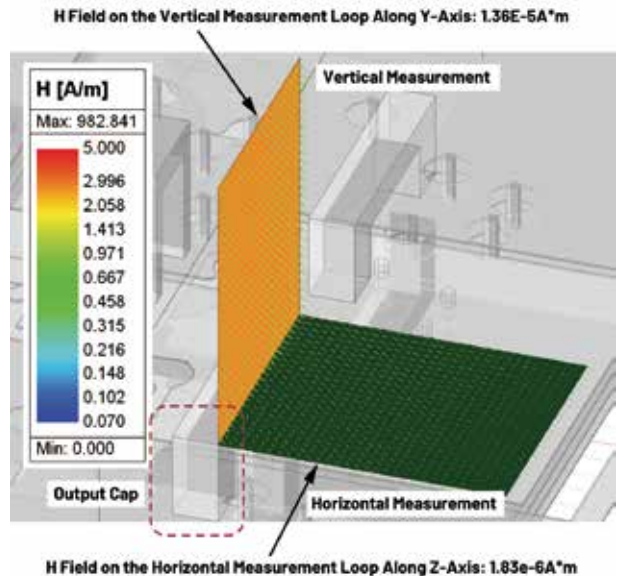 H Field on the Vertical Measurement Loop Along Y-Axis: 1.36E-5A*m
Vertical Measurement
H [A/m]
Max: 982.841
5.000
2.996
2.058
1.413
0.971
0.667
0.458
0.315
0.216
0.148
0.102
0.070
Min: 0.000
Output Cap
Horizontal Measurement
H Field on the Horizontal Measurement Loop Along Z-Axis: 1.83e-6A*m